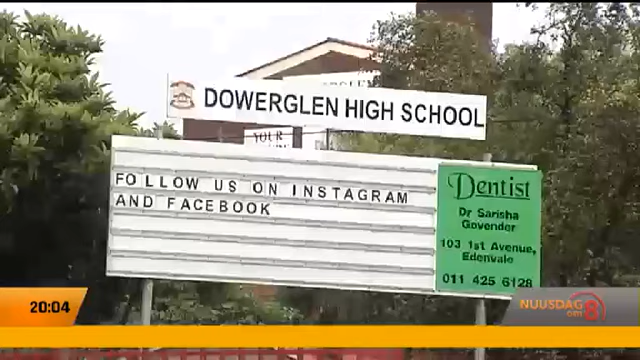 DOWERGLEN HIGH SCHOOL
YOUR
FOLLOW US ON INSTAGRAM
AND FACEBOOK
Dentist
Dr Sarisha
Govender
103 1st Avenue,
Edenvale
011 425 6128
20:04
NUUSDAG
om 8